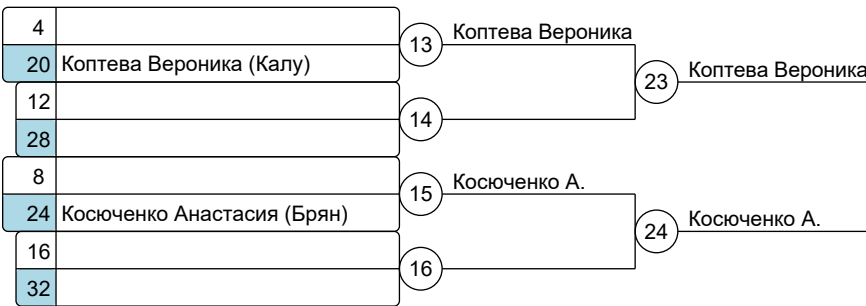 4
13 Коптева Вероника
20 Коптева Вероника (Калу)
23 Коптева Вероника
12
14
28
8
15 Косюченко А.
24 Косюченко Анастасия (Брян)
24 Косюченко А.
16
16
32